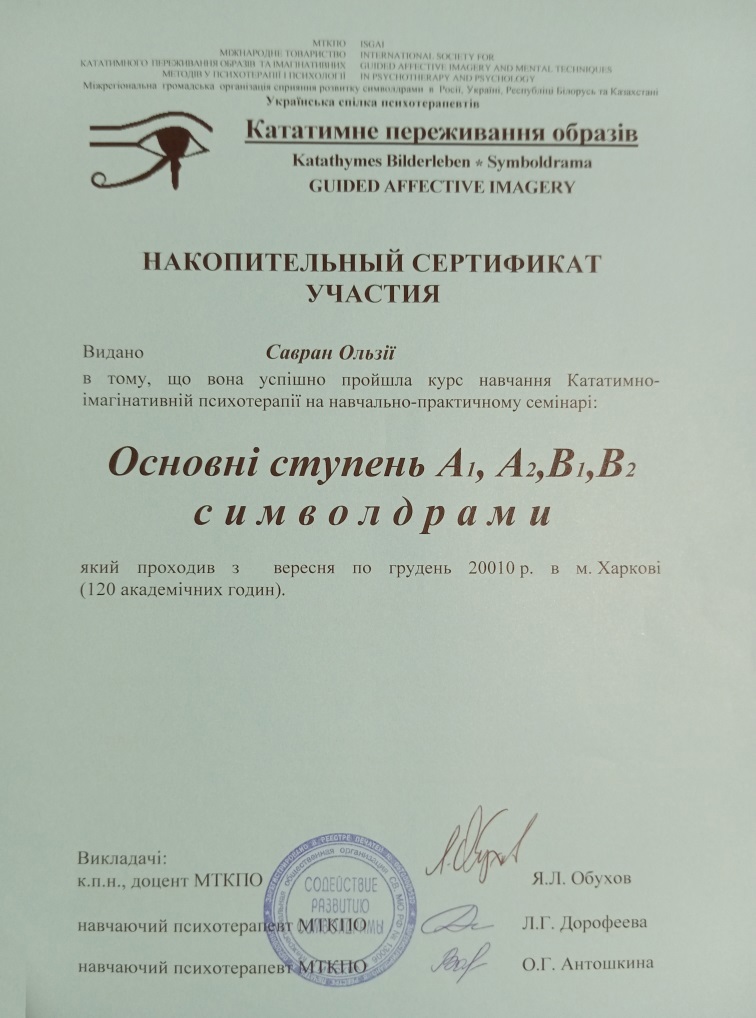 МТКПО ISGAI
МІЖНАРОДНЕ ТОВАРИСТВО INTERNATIONAL SOCIETY FOR
КАТАТИМНОГО ПЕРЕЖИВАННЯ ОБРАЗІВ ТА ІМАГІНАТИВНИХ GUIDED AFFECTIVE IMAGERY AND MENTAL TECHNIQUES
МЕТОДІВ У ПСИХОТЕРАПІЇ І ПСИХОЛОГІЇ IN PSYCHOTHERAPY AND PSYCHOLOGY
Міжрегіональна громадська організація сприяння розвитку символдрами в Росії, Україні, Республіці Білорусь та Казахстані
Українська спілка психотерапевтів
Кататимне переживання образів
Katathymes Bilderleben * Symboldrama
GUIDED AFFECTIVE IMAGERY
НАКОПИТЕЛЬНЫЙ СЕРТИФИКАТ
УЧАСТИЯ
Видано Савран Ользії
в тому, що вона успішно пройшла курс навчання Кататимно-
імагінативній психотерапії на навчально-практичному семінарі:
Основні ступень А1, А2,В1,В2
символдрами
який проходив з вересня по грудень 20010 р. в м. Харкові
(120 академічних годин).
Викладачі:
к.п.н., доцент МТКПО Я.Л. Обухов
навчаючий психотерапевт МТКПО Л.Г. Дорофеева
навчаючий психотерапевт МТКПО О.Г. Антошкина
СОДЕЙСТВИЕ
РАЗВИТИЮ
СИМВОЛДРАМЫ